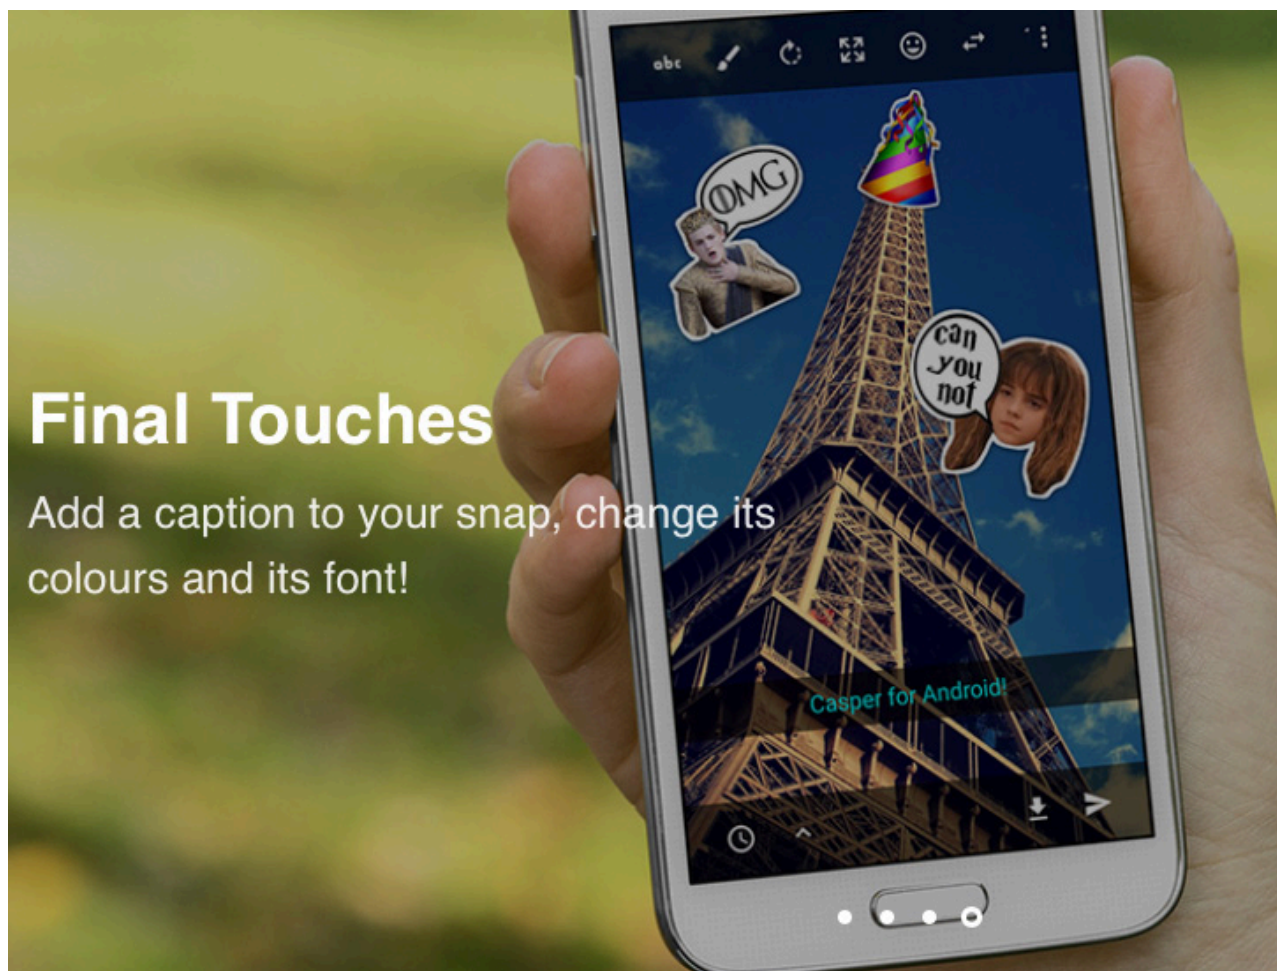 abc
OMG
can
you
not
Final Touches
Add a caption to your snap, change its
colours and its font!
Casper for Android!